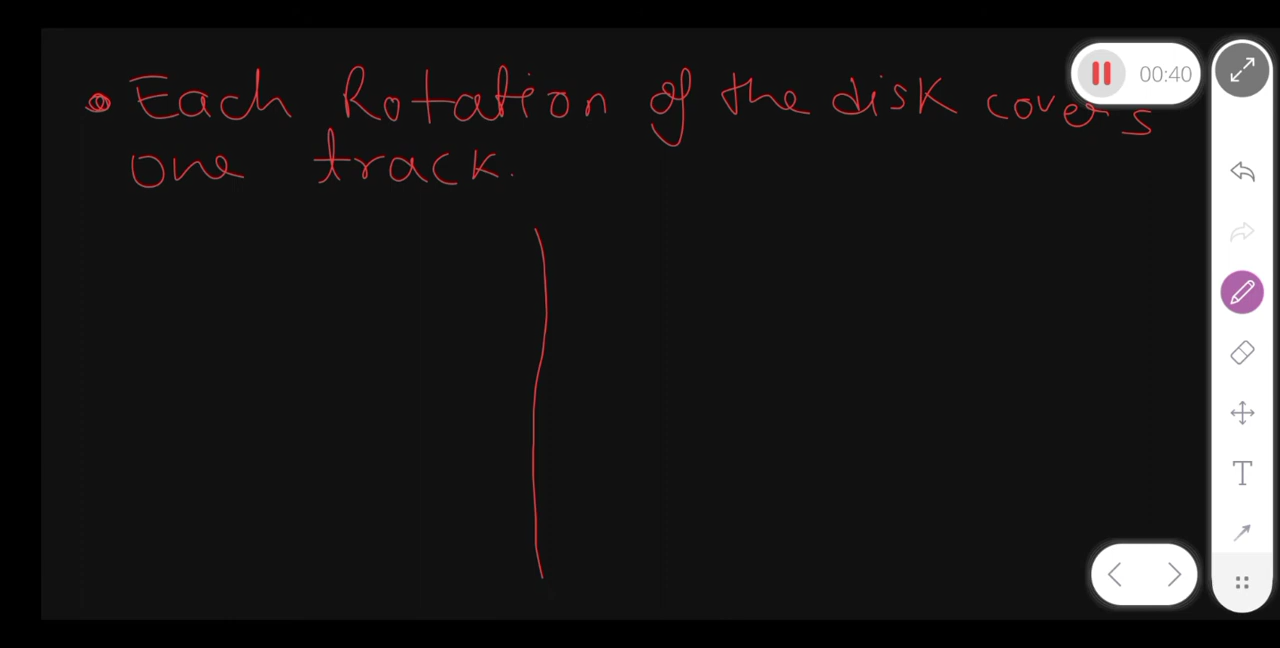 • Each Rotation of the disk covers
one track.
00:40
T